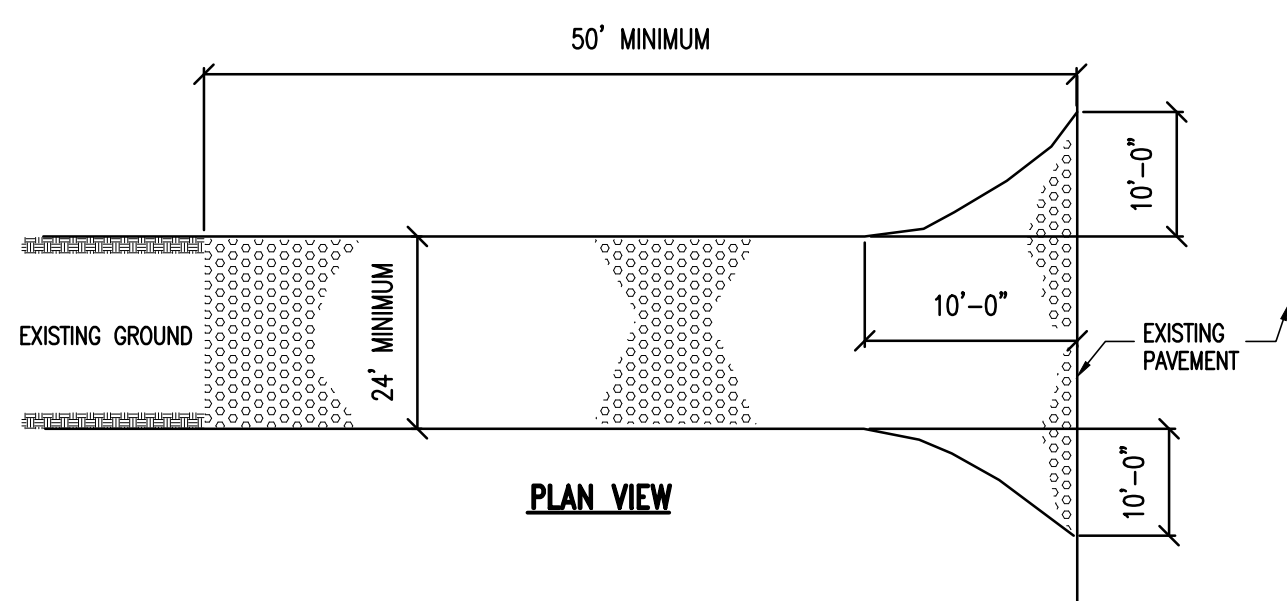 50' MINIMUM
10'-0"
24' MINIMUM
10'-0"
EXISTING GROUND
EXISTING
PAVEMENT
10'-0"
PLAN VIEW